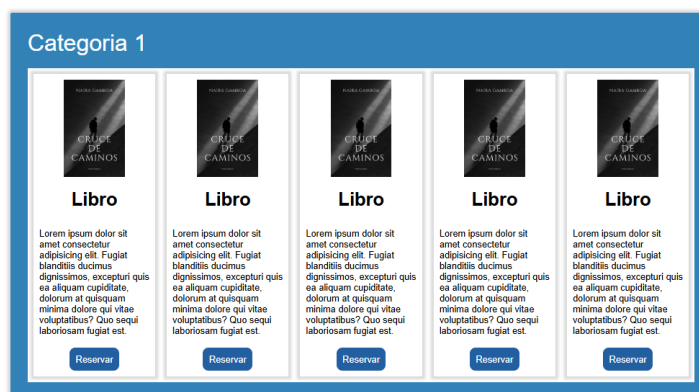 Categoria 1
NAIRA GAMBOA
CRUCE
DE
CAMINOS
Libro
Lorem ipsum dolor sit
amet consectetur
adipisicing elit. Fugiat
blanditiis ducimus
dignissimos, excepturi quis
ea aliquam cupiditate,
dolorum at quisquam
minima dolore qui vitae
voluptatibus? Quo sequi
laboriosam fugiat est.
Reservar
NAIRA GAMBOA
CRUCE
DE
CAMINOS
Libro
Lorem ipsum dolor sit
amet consectetur
adipisicing elit. Fugiat
blanditiis ducimus
dignissimos, excepturi quis
ea aliquam cupiditate,
dolorum at quisquam
minima dolore qui vitae
voluptatibus? Quo sequi
laboriosam fugiat est.
Reservar
NAIRA GAMBOA
CRUCE
DE
CAMINOS
Libro
Lorem ipsum dolor sit
amet consectetur
adipisicing elit. Fugiat
blanditiis ducimus
dignissimos, excepturi quis
ea aliquam cupiditate,
dolorum at quisquam
minima dolore qui vitae
voluptatibus? Quo sequi
laboriosam fugiat est.
Reservar
NAIRA GAMBOA
CRUCE
DE
CAMINOS
Libro
Lorem ipsum dolor sit
amet consectetur
adipisicing elit. Fugiat
blanditiis ducimus
dignissimos, excepturi quis
ea aliquam cupiditate,
dolorum at quisquam
minima dolore qui vitae
voluptatibus? Quo sequi
laboriosam fugiat est.
Reservar
NAIRA GAMBOA
CRUCE
DE
CAMINOS
Libro
Lorem ipsum dolor sit
amet consectetur
adipisicing elit. Fugiat
blanditiis ducimus
dignissimos, excepturi quis
ea aliquam cupiditate,
dolorum at quisquam
minima dolore qui vitae
voluptatibus? Quo sequi
laboriosam fugiat est.
Reservar